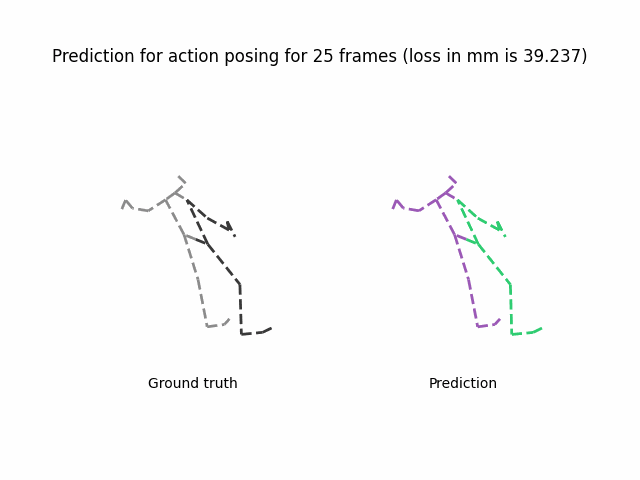 Prediction for action posing for 25 frames (loss in mm is 39.237)
Ground truth
Prediction